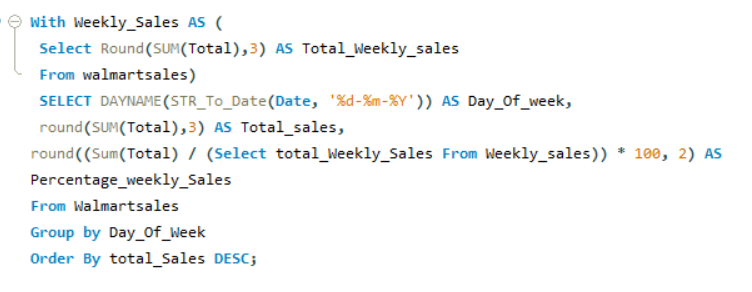 With Weekly_Sales AS (
Select Round(SUM(Total),3) AS Total_Weekly_sales
From walmartsales)
SELECT DAYNAME(STR_To_Date(Date, '%d-%m-%Y')) AS Day_Of_week,
round(SUM(Total),3) AS Total_sales,
round((Sum(Total) / (Select total_Weekly_Sales From Weekly_sales)) * 100, 2) AS
Percentage_weekly_Sales
From Walmartsales
Group by Day_Of_Week
Order By total_Sales DESC;